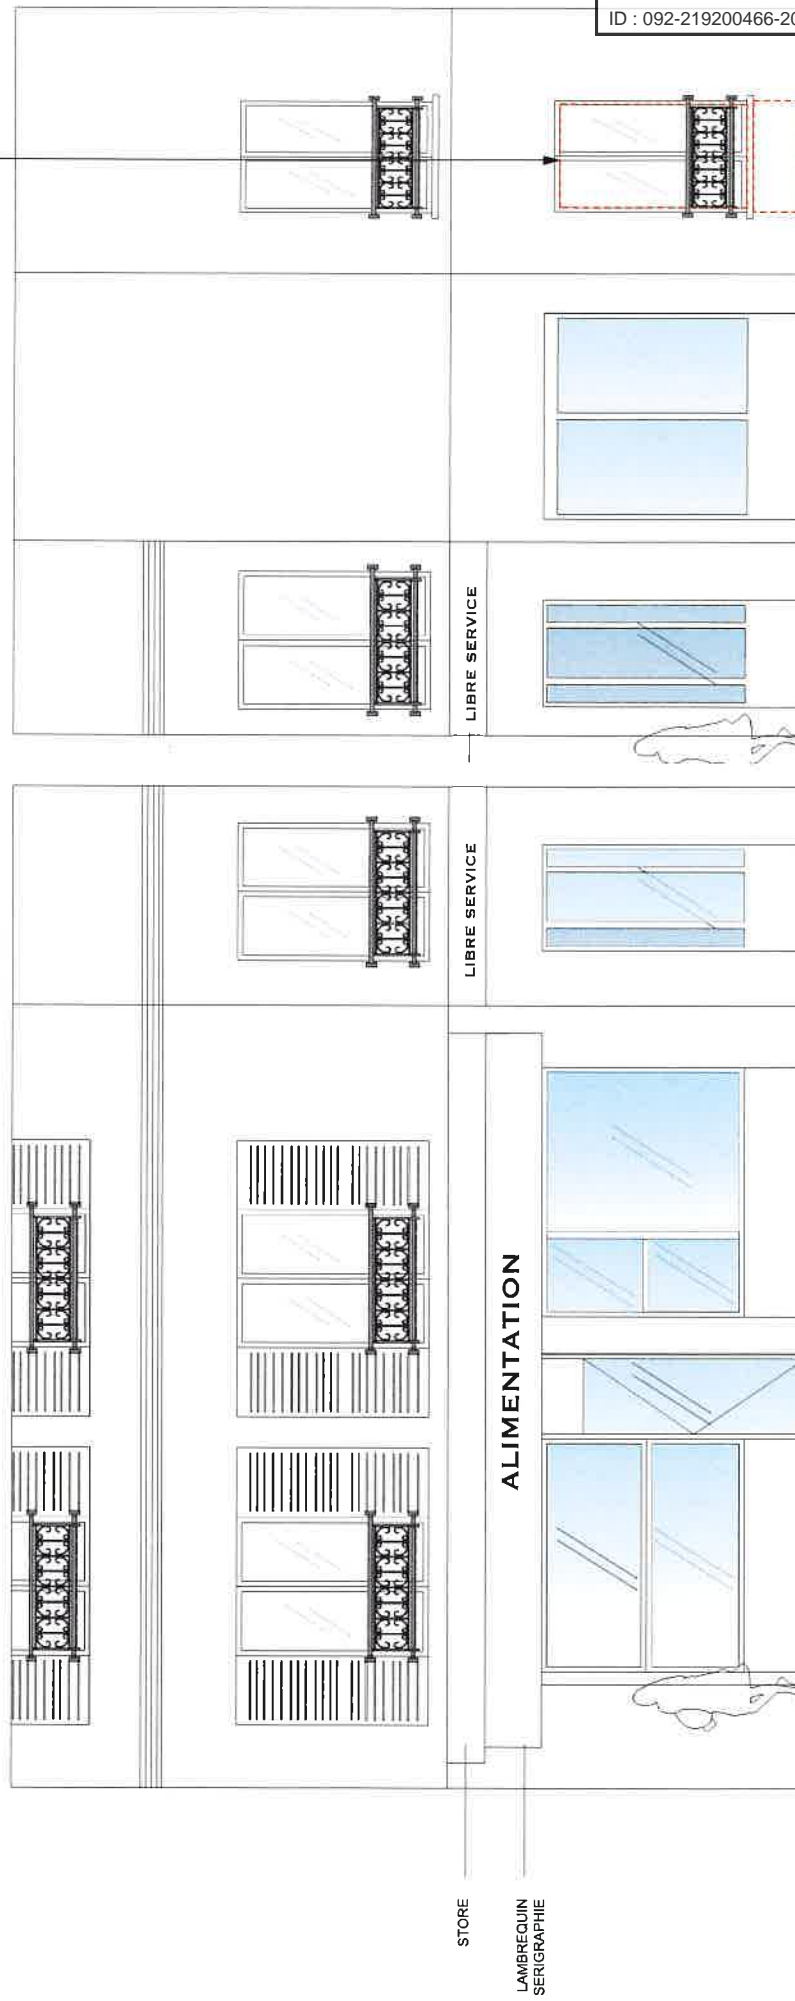 ID : 092-219200466-20
LIBRE SERVICE
LIBRE SERVICE
ALIMENTATION
STORE
LAMBREQUIN
SERIGRAPHIE